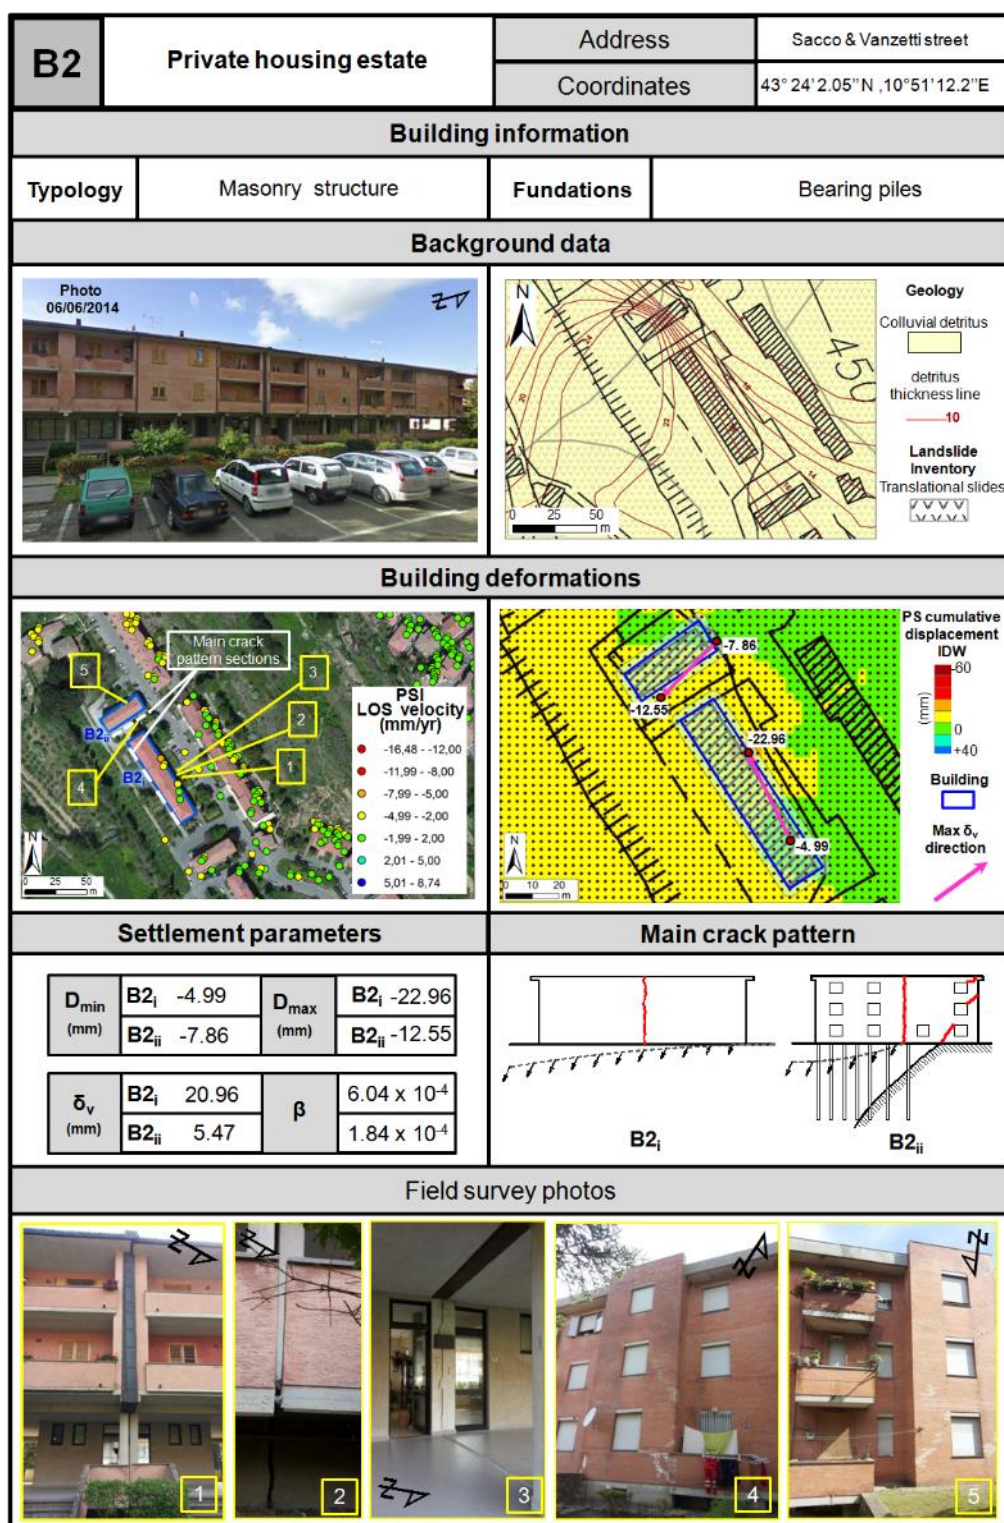 B2
Private housing estate
Address
Sacco & Vanzetti street
Coordinates
43° 24' 2.05’’ N ,10°51’12.2’’E
Building information
Typology
Masonry structure
Fundations
Bearing piles
Background data
Photo
06/06/2014
N
N
24
20
22
10
14
16
450
0 25 50
m
Geology
Colluvial detritus
detritus
thickness line
10
Landslide
Inventory
Translational slides
Building deformations
Main crack
pattern sections
5
3
2
1
4
B2ii
B2i
N
0 25 50
m
PSI
LOS velocity
(mm/yr)
-16,48 - -12,00
-11,99 - -8,00
-7,99 - -5,00
-4,99 - -2,00
-1,99 - 2,00
2,01 - 5,00
5,01 - 8,74
-7.86
-12.55
-22.96
-4.99
N
0 10 20
m
PS cumulative
displacement
IDW
(mm)
-60
0
+40
Building
Max δv
direction
Settlement parameters
Main crack pattern
Dmin
(mm)
B2i -4.99
B2ii -7.86
Dmax
(mm)
B2i -22.96
B2ii -12.55
δv
(mm)
B2i 20.96
B2ii 5.47
β
6.04 x 10-4
1.84 x 10-4
B2i
B2ii
Field survey photos
N
1
N
2
N
3
N
4
N
5